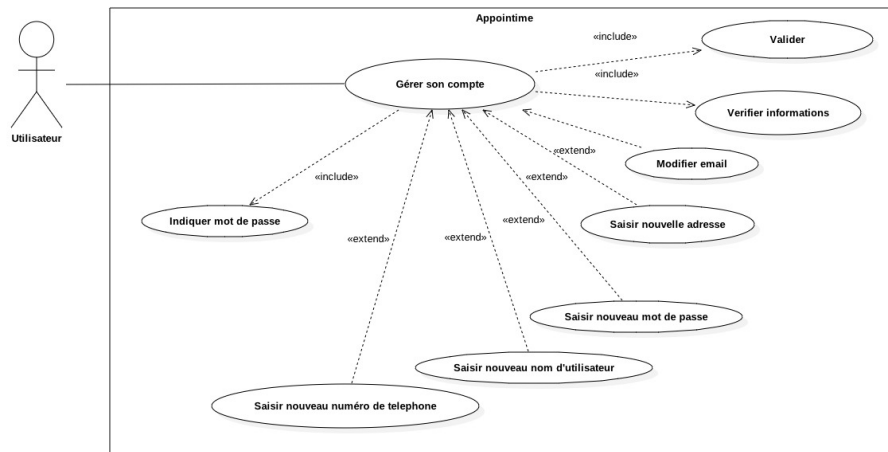 Appointime
«include»
Valider
Gérer son compte
«include»
Verifier informations
Utilisateur
«extend»
Modifier email
«include»
«extend»
Indiquer mot de passe
Saisir nouvelle adresse
«extend»
«extend»
«extend»
Saisir nouveau mot de passe
Saisir nouveau nom d'utilisateur
Saisir nouveau numéro de telephone